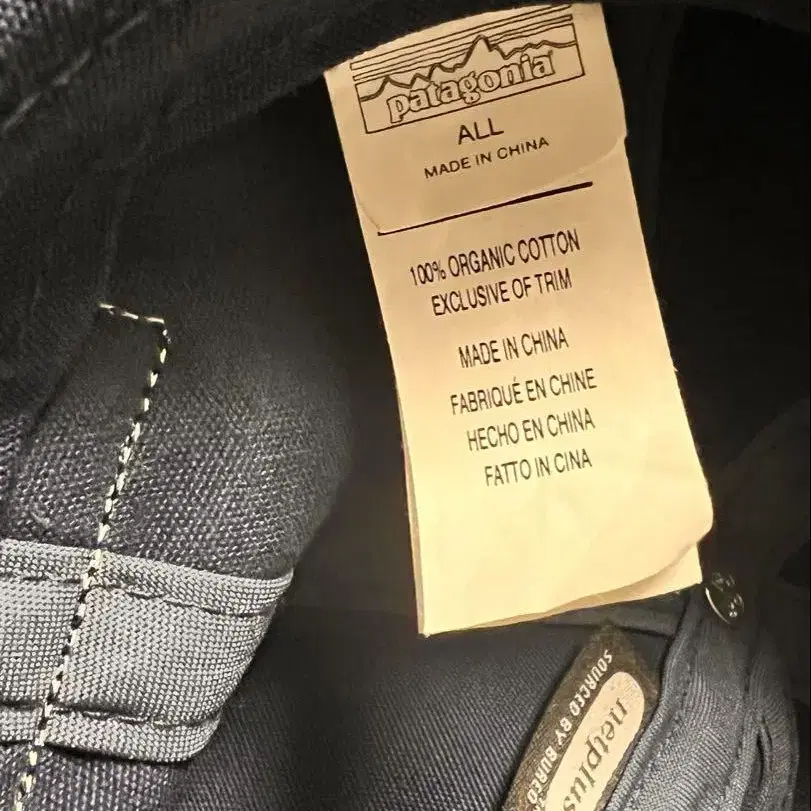 patagonia
ALL
MADE IN CHINA
100% ORGANIC COTTON
EXCLUSIVE OF TRIM
MADE IN CHINA
FABRIQUÉ EN CHINE
HECHO EN CHINA
FATTO IN CINA
SOURCED BY BUREO
netplus